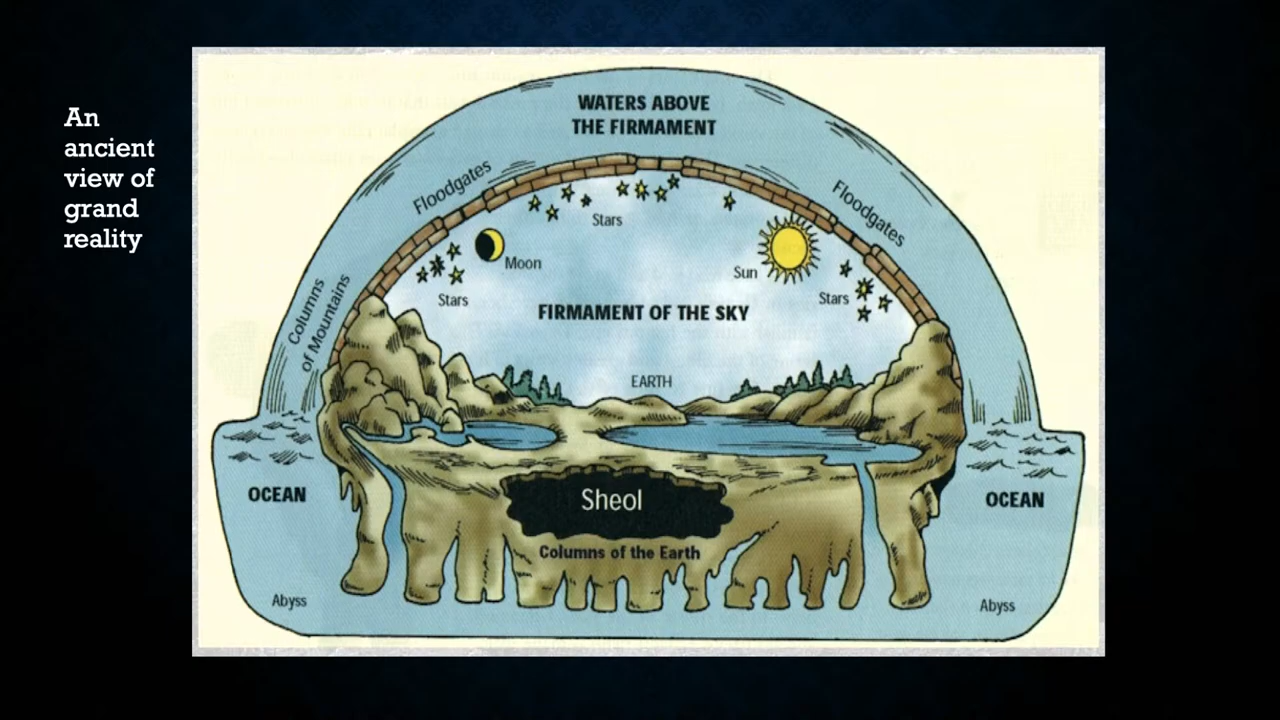 An
ancient
view of
grand
reality
WATERS ABOVE
THE FIRMAMENT
Floodgates
Floodgates
Stars
Moon
Sun
Stars
Stars
Columns
of Mountains
FIRMAMENT OF THE SKY
EARTH
OCEAN
Sheol
OCEAN
Columns of the Earth
Abyss
Abyss